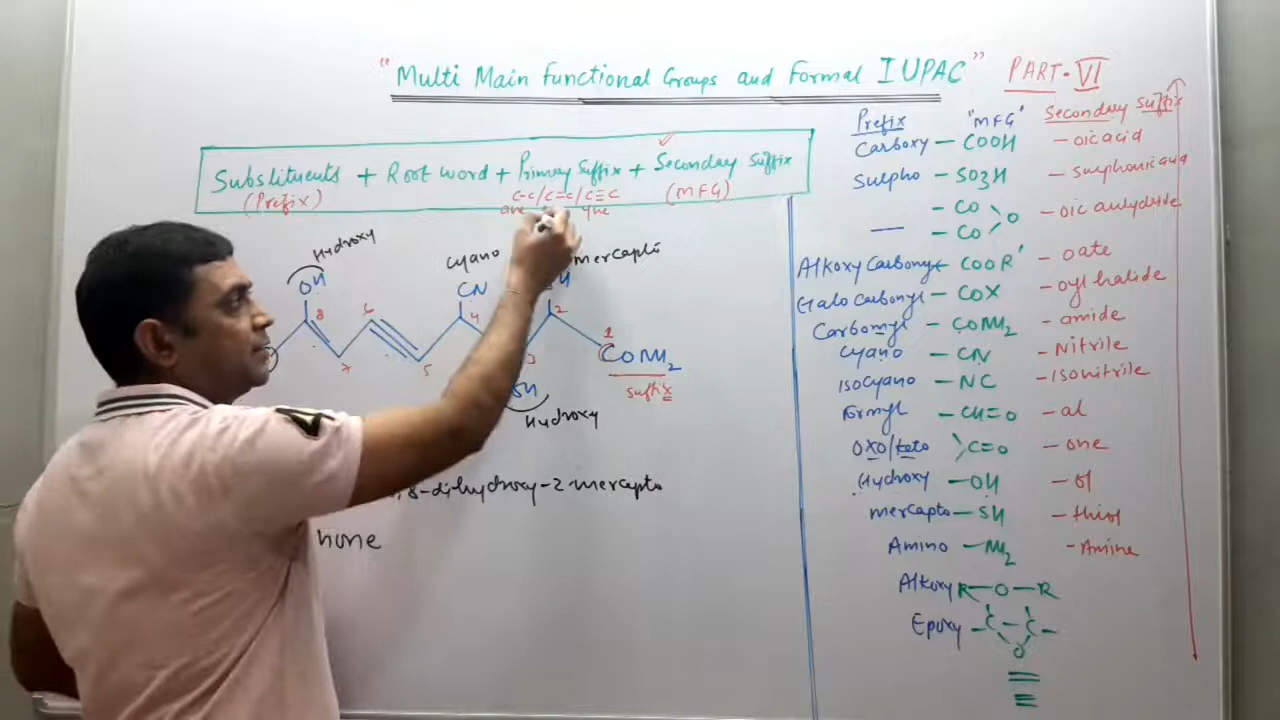 "Multi Main Functional Groups and Formal IUPAC" PART-VI
Substituents + Root word + Primary Suffix + Secondary Suffix
(Prefix) C-C/C=C/C≡C (MFG)
ane yne
Prefix "MFG" Secondary Suffix
Carboxy - COOH - oic acid
Sulpho - SO3H - sulphonic acid
- CO
- CO O - oic anhydride
Alkoxy Carbonyl COOR' - oate
Halo Carbonyl - COX - oyl halide
Carbomyl - CONH2 - amide
Cyano - CN - Nitrile
Isocyano - NC - Isonitrile
Formyl - CH=O - al
Oxo/keto C=O - one
Hydroxy - OH - ol
mercapto - SH - thiol
Amino - NH2 - Amine
Alkoxy R-O-R
Epoxy -C-C-
O
Hydroxy cyano mercapto
OH CN H
8 6 4 2 1
7 5 3 CONH2
OH suffix
Hydroxy
,8-dihydroxy-2 mercapto
none